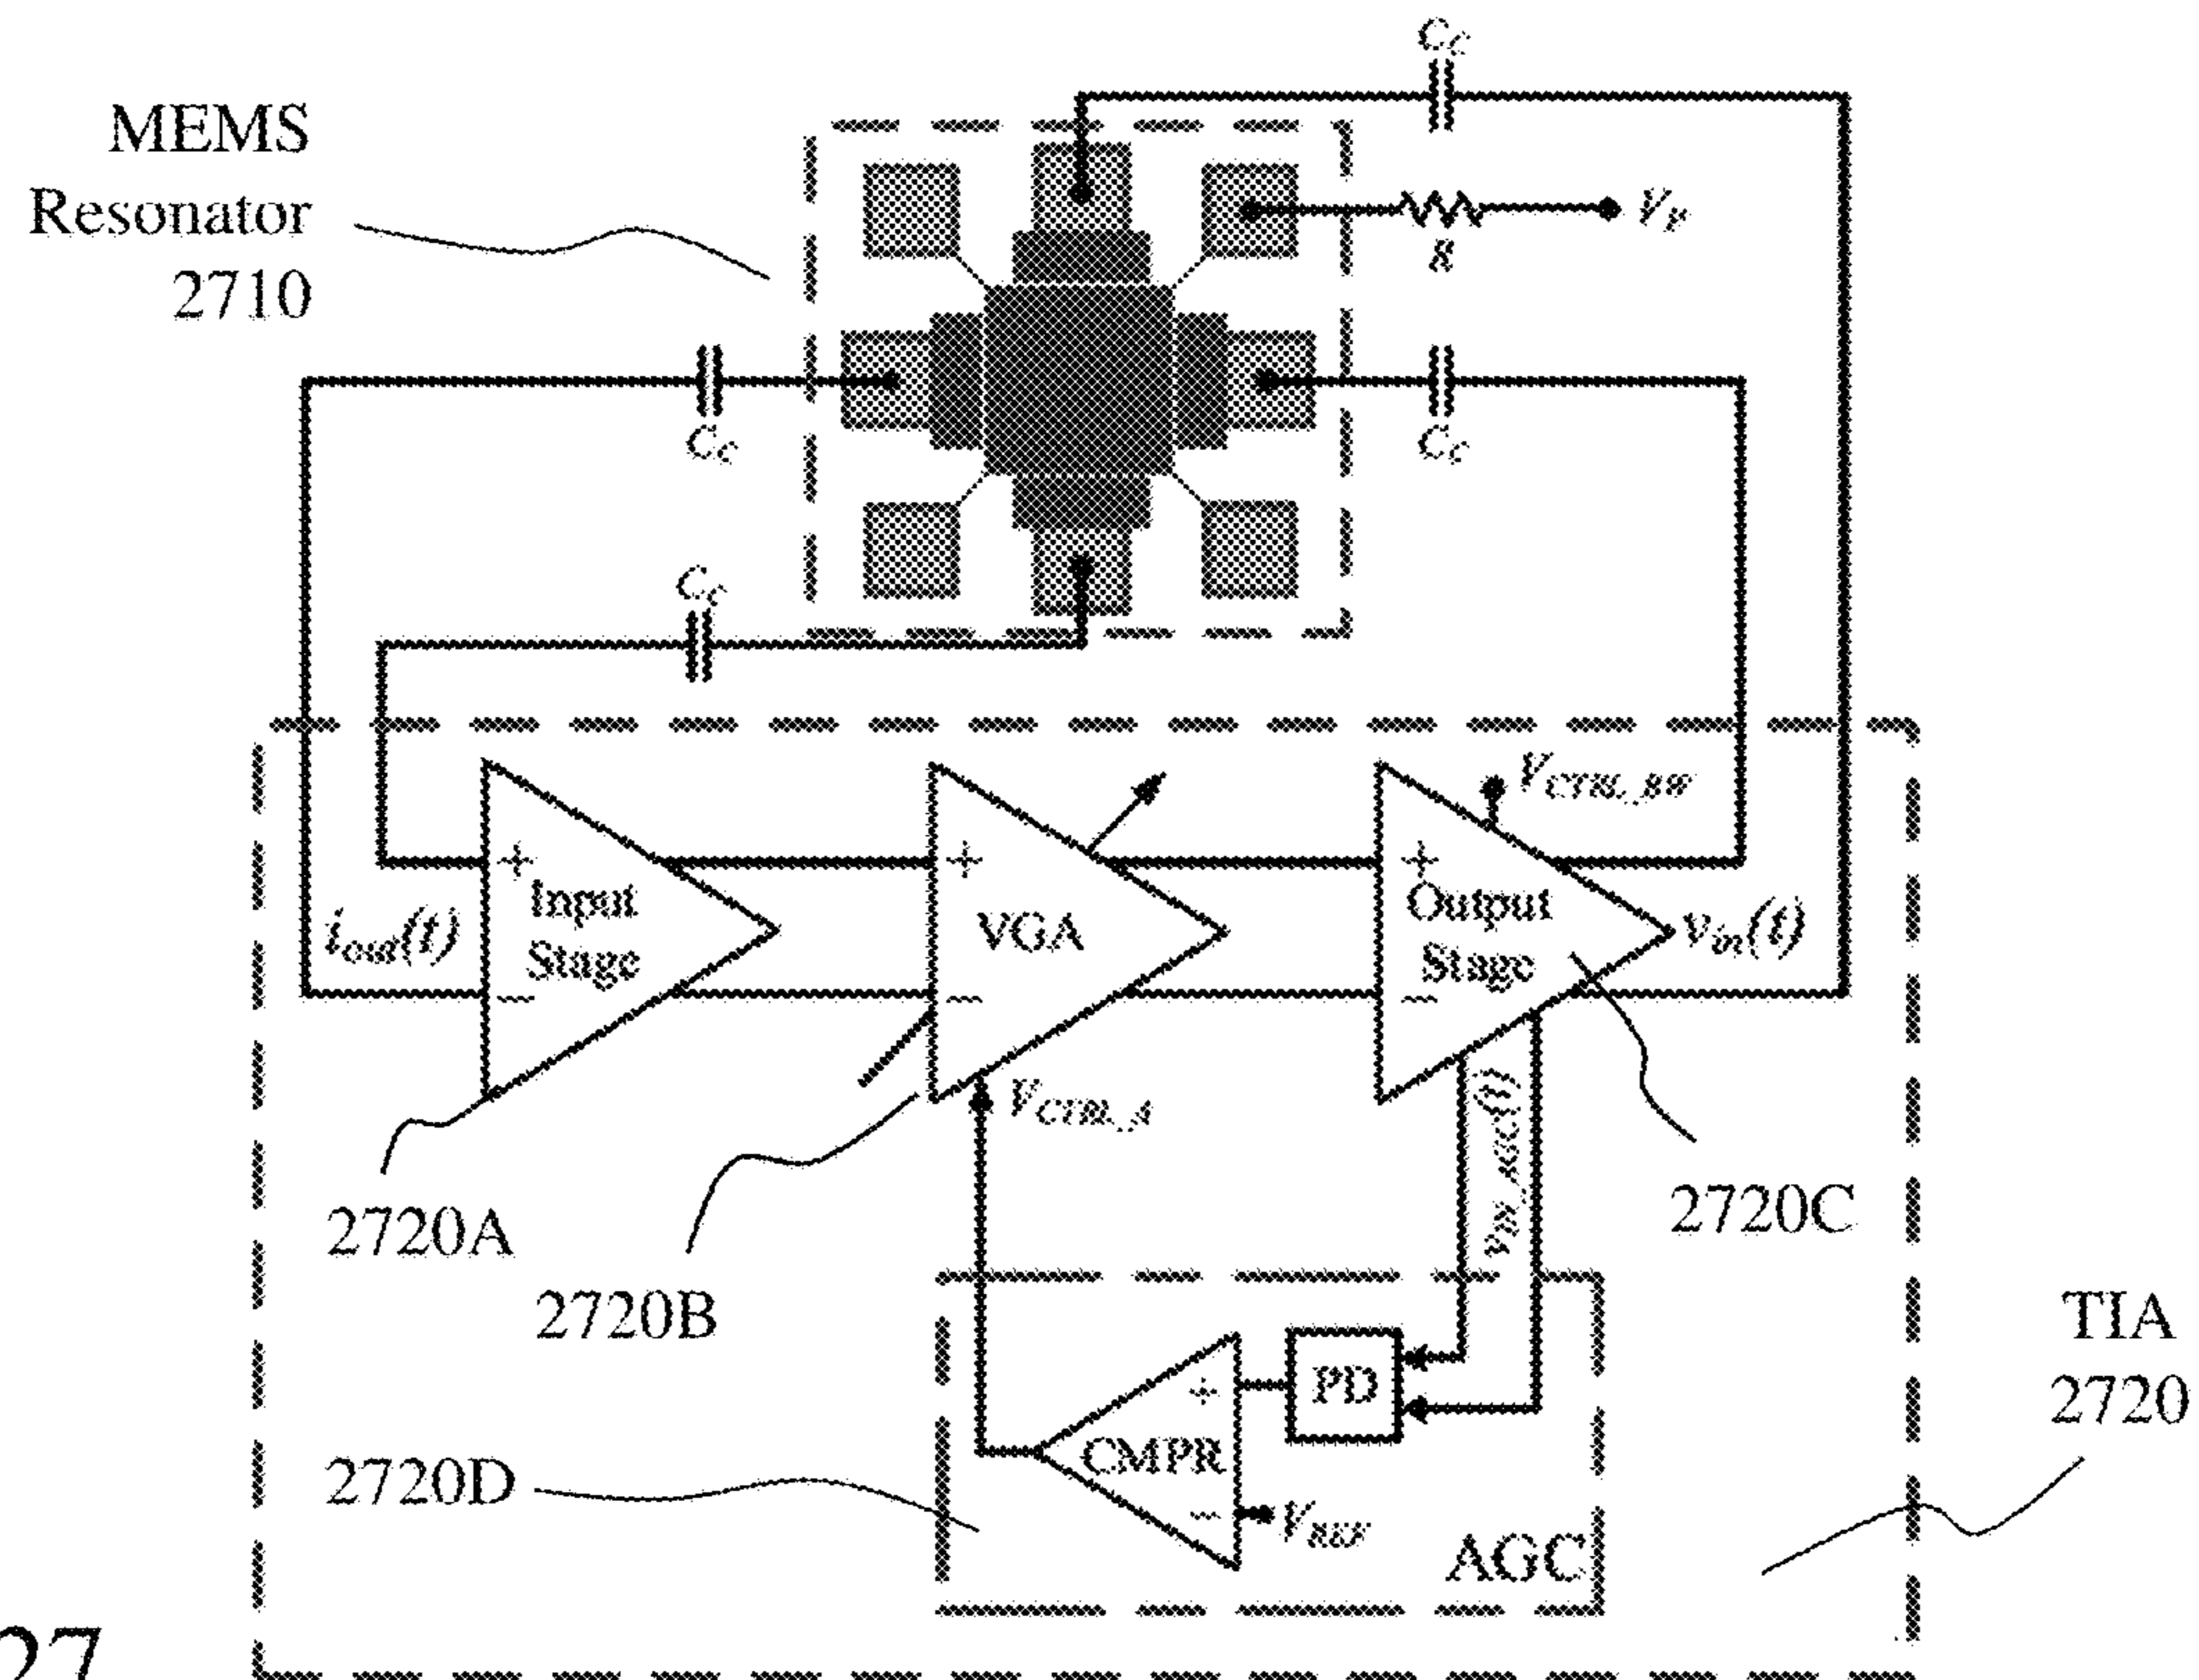 C_C
MEMS
Resonator
2710
V_P
R
C_C
C_C
C_C
V_CTRL_BW
+
Input
Stage
−
i_out(t)
+
VGA
−
+
Output
Stage
−
v_in(t)
V_CTRL_A
v_IN_AGC(t)
2720A
2720B
2720C
TIA
2720
PD
+
CMPR
−
V_REF
AGC
2720D
27